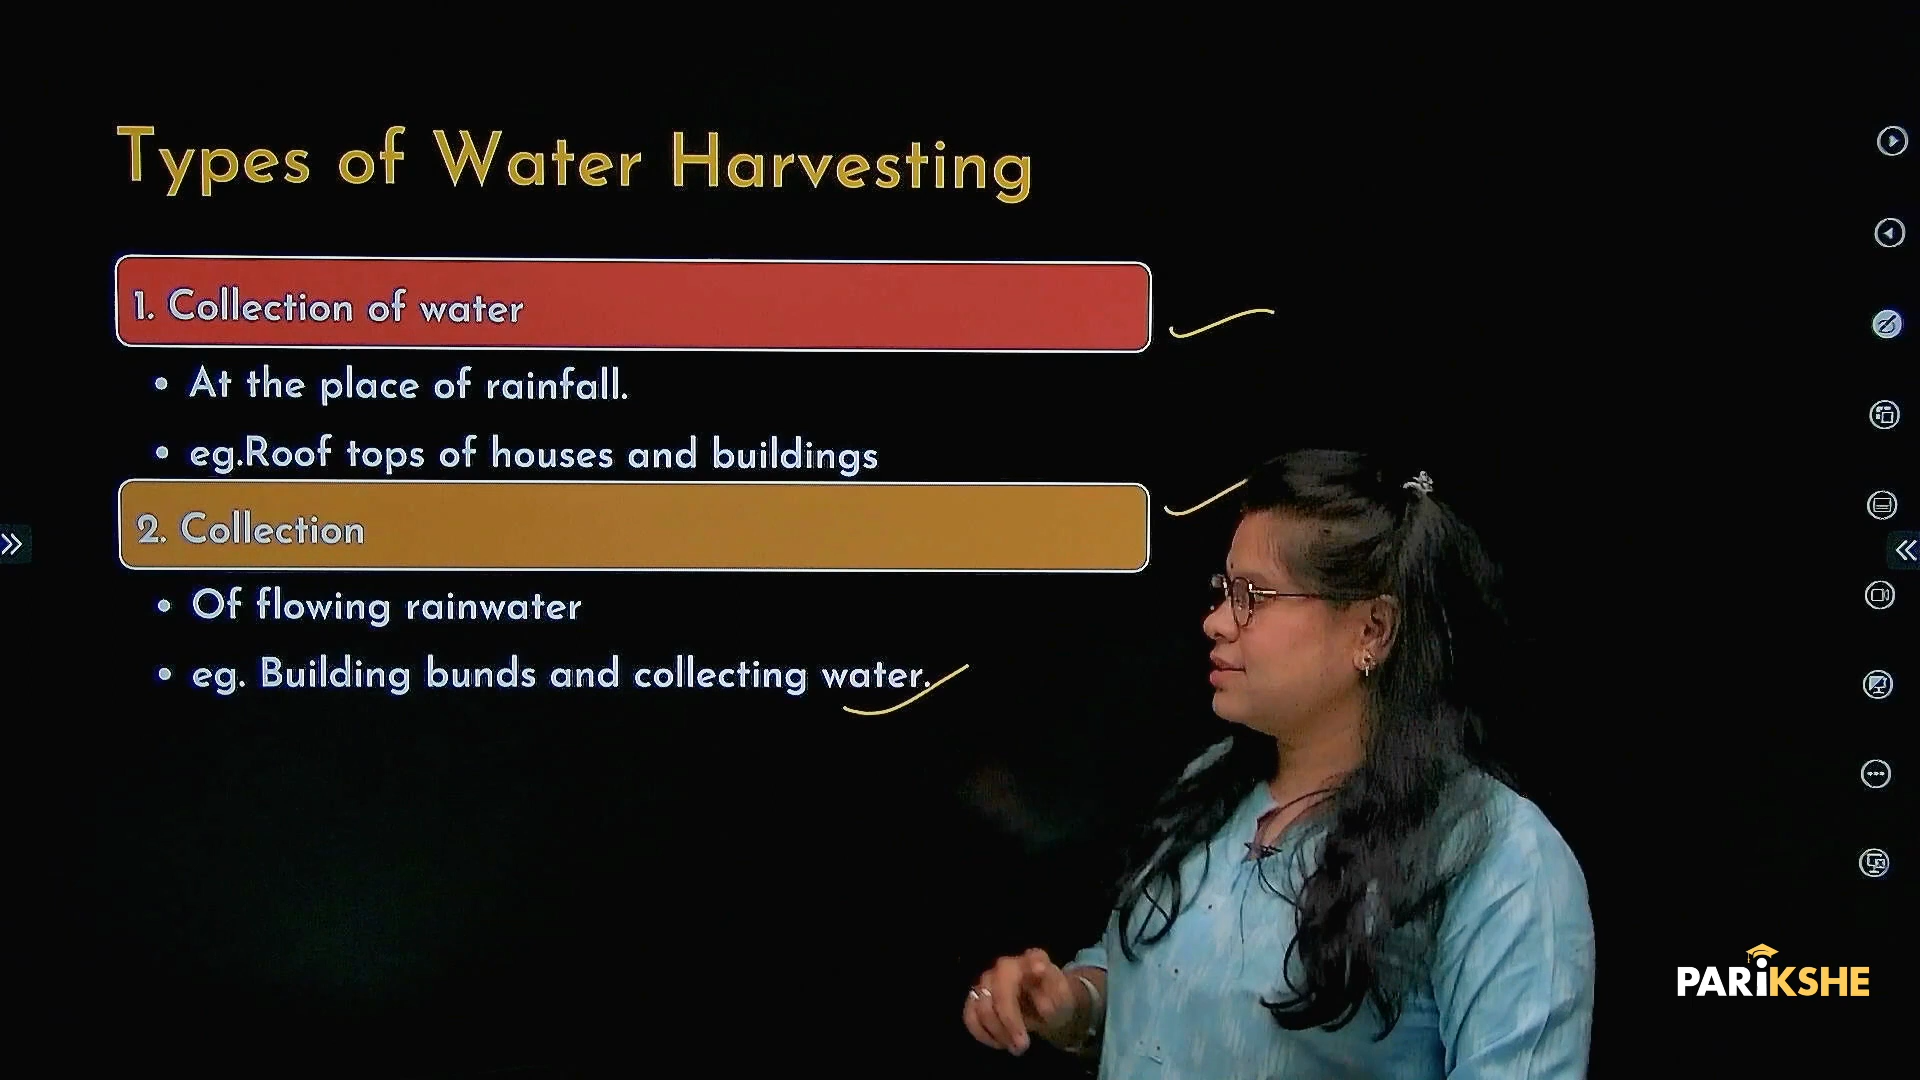 Types of Water Harvesting
1. Collection of water
• At the place of rainfall.
• eg.Roof tops of houses and buildings
2. Collection
• Of flowing rainwater
• eg. Building bunds and collecting water.
PARiKSHE